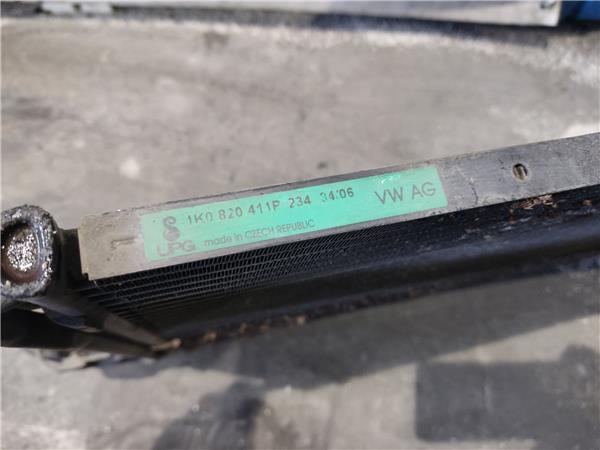 1K0 820 411P 234 34/06 VW AG
UPG made in CZECH REPUBLIC